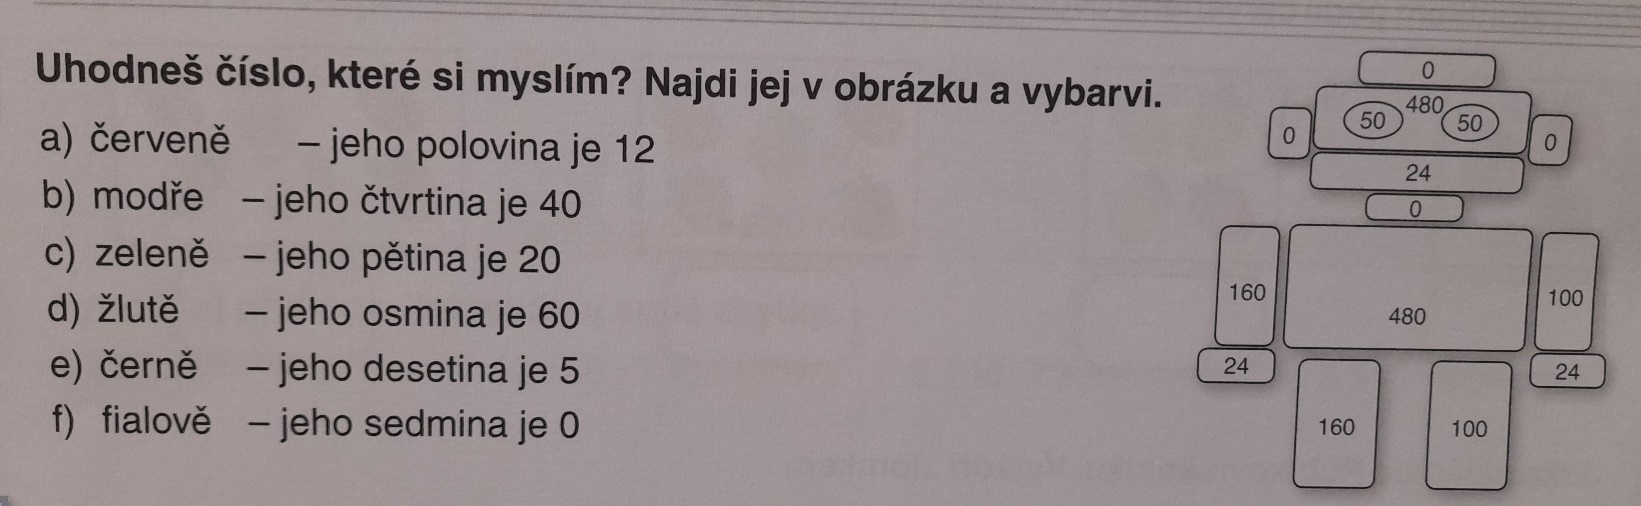 Uhodneš číslo, které si myslím? Najdi jej v obrázku a vybarvi.
a) červeně – jeho polovina je 12
b) modře – jeho čtvrtina je 40
c) zeleně – jeho pětina je 20
d) žlutě – jeho osmina je 60
e) černě – jeho desetina je 5
f) fialově – jeho sedmina je 0
0
480
0 50 50 0
24
0
160 480 100
24 24
160 100